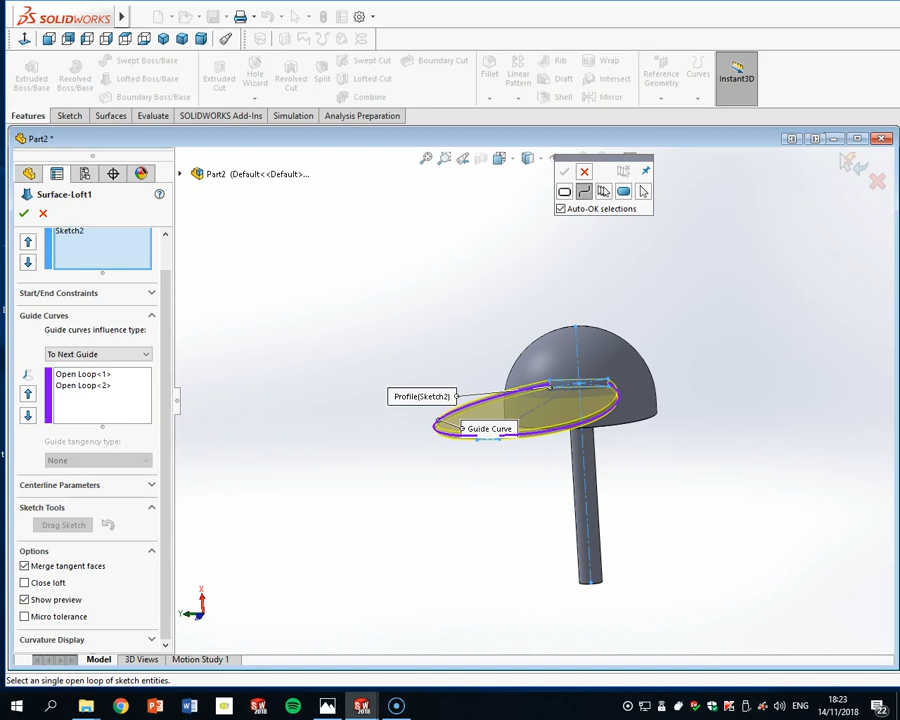 SOLIDWORKS
Extruded Boss/Base
Revolved Boss/Base
Swept Boss/Base
Lofted Boss/Base
Boundary Boss/Base
Extruded Cut
Hole Wizard
Revolved Cut
Split
Swept Cut
Lofted Cut
Combine
Boundary Cut
Fillet
Linear Pattern
Rib
Draft
Shell
Wrap
Intersect
Mirror
Reference Geometry
Curves
Instant3D
Features
Sketch
Surfaces
Evaluate
SOLIDWORKS Add-Ins
Simulation
Analysis Preparation
Part2 *
Part2 (Default<<Default>...
Surface-Loft1
Sketch2
Start/End Constraints
Guide Curves
Guide curves influence type:
To Next Guide
Open Loop<1>
Open Loop<2>
Guide tangency type:
None
Centerline Parameters
Sketch Tools
Drag Sketch
Options
Merge tangent faces
Close loft
Show preview
Micro tolerance
Curvature Display
Auto-OK selections
Profile(Sketch2)
Guide Curve
X
Y
Model
3D Views
Motion Study 1
Select a single open loop of sketch entities.
ENG
18:23
14/11/2018
22